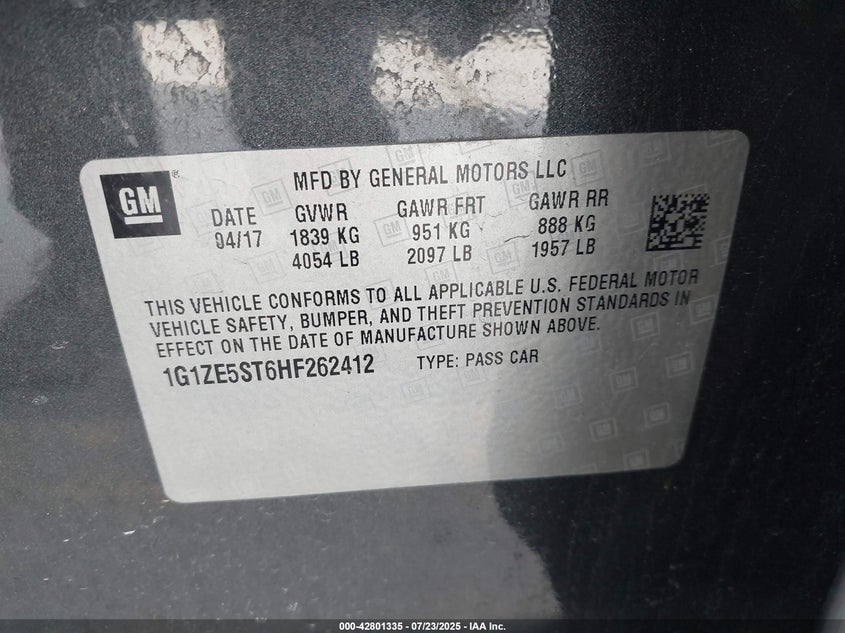 GM ®
MFD BY GENERAL MOTORS LLC
DATE GVWR GAWR FRT GAWR RR
04/17 1839 KG 951 KG 888 KG
4054 LB 2097 LB 1957 LB
THIS VEHICLE CONFORMS TO ALL APPLICABLE U.S. FEDERAL MOTOR
VEHICLE SAFETY, BUMPER, AND THEFT PREVENTION STANDARDS IN
EFFECT ON THE DATE OF MANUFACTURE SHOWN ABOVE.
1G1ZE5ST6HF262412 TYPE: PASS CAR
000-42801335 - 07/23/2025 - IAA Inc.